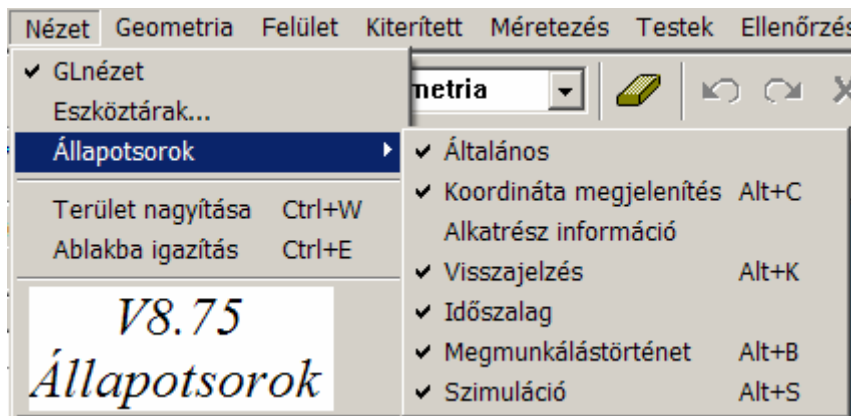 Nézet Geometria Felület Kiterített Méretezés Testek Ellenőrzés
GLnézet
Eszköztárak...
Állapotsorok
Terület nagyítása Ctrl+W
Ablakba igazítás Ctrl+E
V8.75
Állapotsorok
metria
Általános
Koordináta megjelenítés Alt+C
Alkatrész információ
Visszajelzés Alt+K
Időszalag
Megmunkálástörténet Alt+B
Szimuláció Alt+S